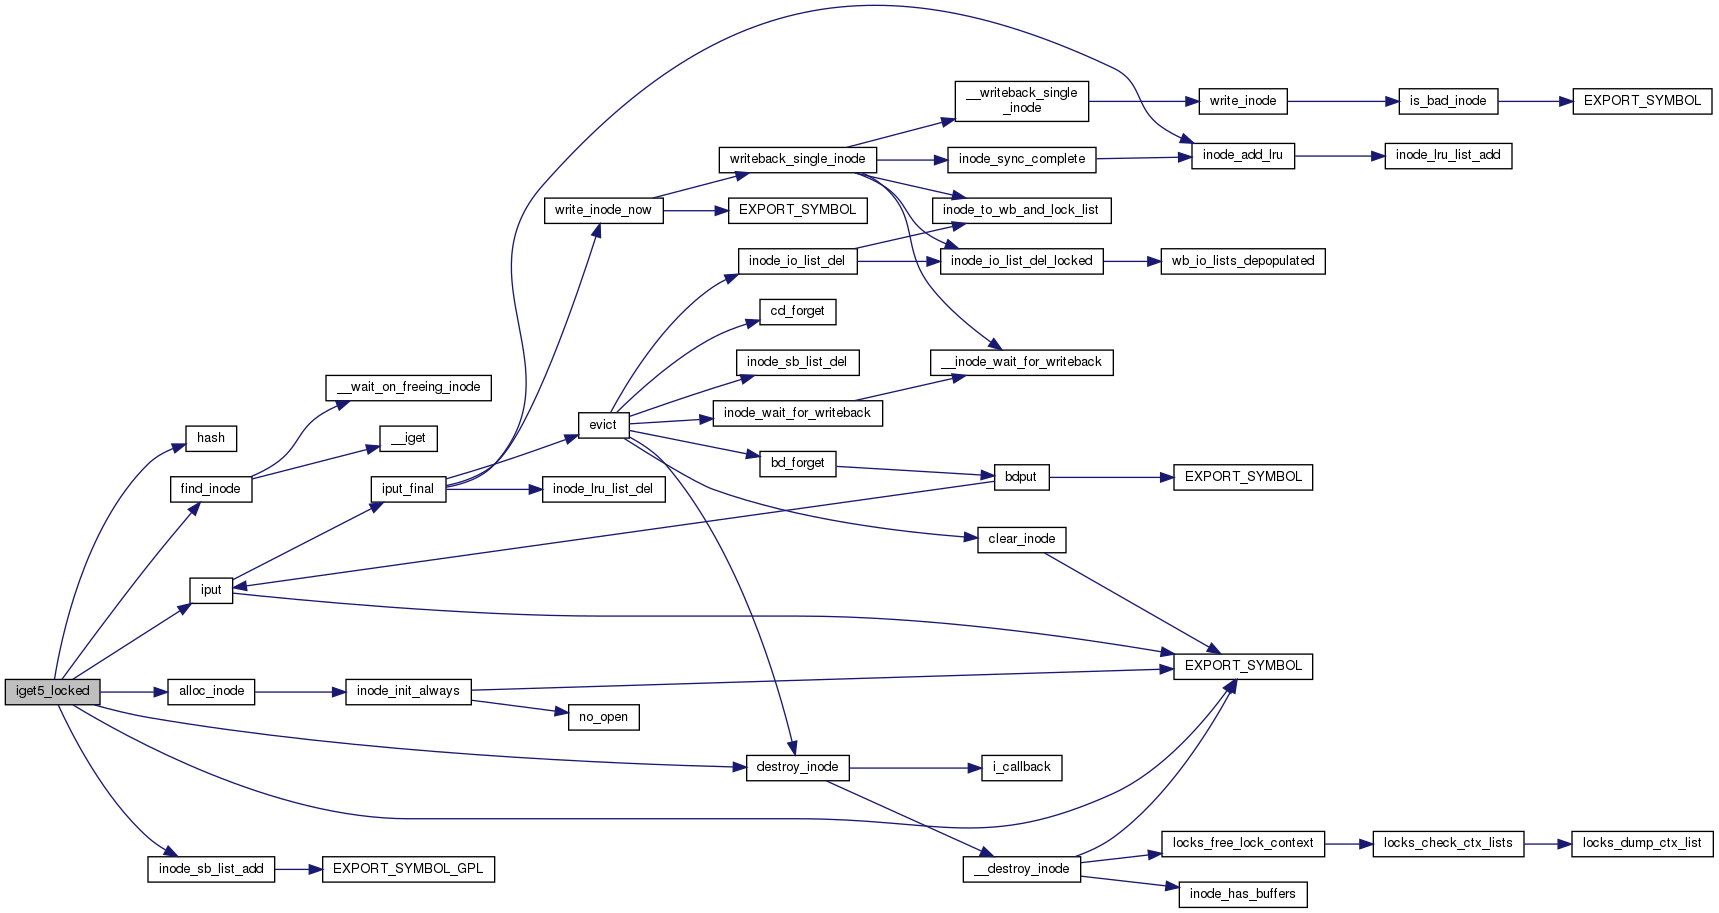 __writeback_single
_inode
write_inode
is_bad_inode
EXPORT_SYMBOL
writeback_single_inode
inode_sync_complete
inode_add_lru
inode_lru_list_add
write_inode_now
EXPORT_SYMBOL
inode_to_wb_and_lock_list
inode_io_list_del
inode_io_list_del_locked
wb_io_lists_depopulated
cd_forget
inode_sb_list_del
__inode_wait_for_writeback
__wait_on_freeing_inode
inode_wait_for_writeback
hash
__iget
evict
bd_forget
find_inode
iput_final
inode_lru_list_del
bdput
EXPORT_SYMBOL
clear_inode
iput
EXPORT_SYMBOL
iget5_locked
alloc_inode
inode_init_always
no_open
destroy_inode
i_callback
locks_free_lock_context
locks_check_ctx_lists
locks_dump_ctx_list
inode_sb_list_add
EXPORT_SYMBOL_GPL
__destroy_inode
inode_has_buffers